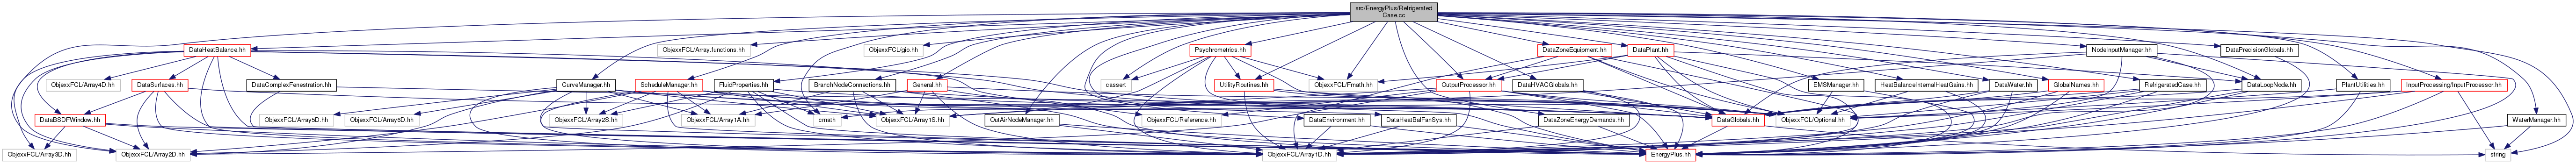 src/EnergyPlus/Refrigerated
Case.cc
DataHeatBalance.hh
ObjexxFCL/Array.functions.hh
ObjexxFCL/gio.hh
Psychrometrics.hh
DataZoneEquipment.hh
DataPlant.hh
NodeInputManager.hh
DataPrecisionGlobals.hh
ObjexxFCL/Array4D.hh
DataSurfaces.hh
DataComplexFenestration.hh
CurveManager.hh
ScheduleManager.hh
FluidProperties.hh
BranchNodeConnections.hh
General.hh
cassert
UtilityRoutines.hh
ObjexxFCL/Fmath.hh
OutputProcessor.hh
DataHVACGlobals.hh
EMSManager.hh
HeatBalanceInternalHeatGains.hh
DataWater.hh
GlobalNames.hh
RefrigeratedCase.hh
DataLoopNode.hh
PlantUtilities.hh
InputProcessing/InputProcessor.hh
DataBSDFWindow.hh
ObjexxFCL/Array5D.hh
ObjexxFCL/Array6D.hh
ObjexxFCL/Array2S.hh
ObjexxFCL/Array1A.hh
cmath
ObjexxFCL/Array1S.hh
OutAirNodeManager.hh
ObjexxFCL/Reference.hh
DataEnvironment.hh
DataHeatBalFanSys.hh
DataZoneEnergyDemands.hh
DataGlobals.hh
ObjexxFCL/Optional.hh
WaterManager.hh
ObjexxFCL/Array3D.hh
ObjexxFCL/Array2D.hh
ObjexxFCL/Array1D.hh
EnergyPlus.hh
string